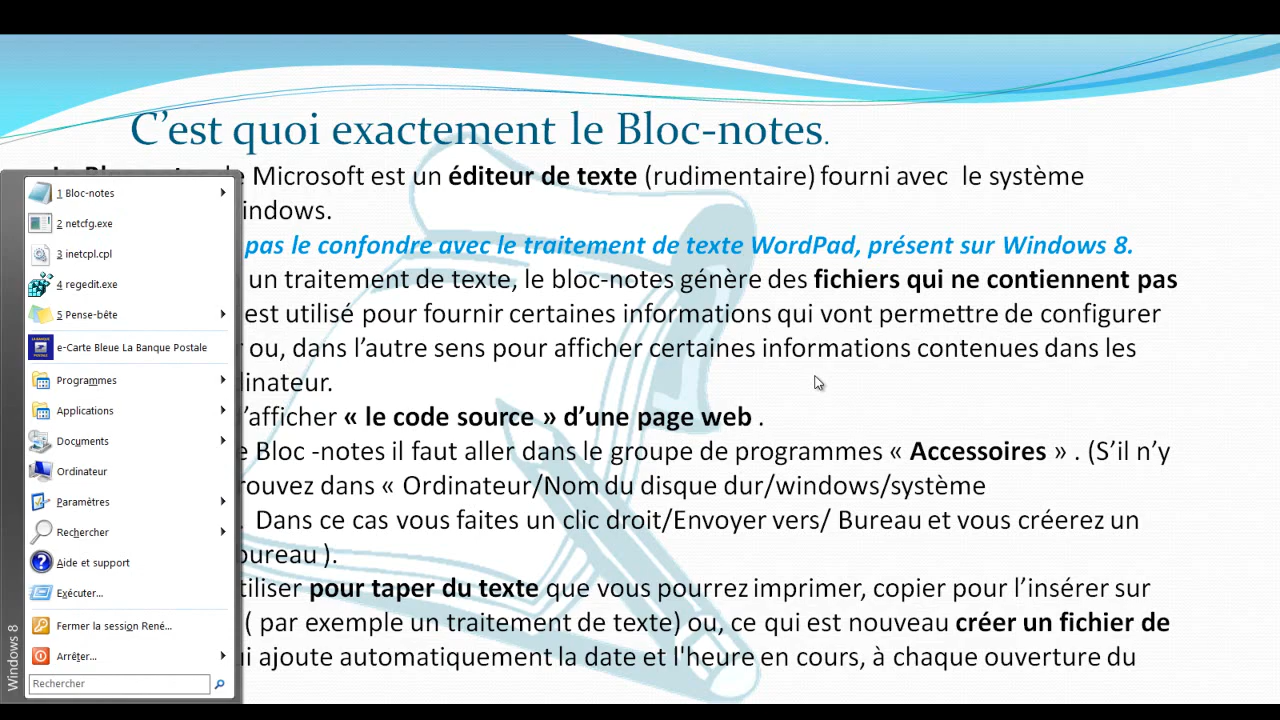 C'est quoi exactement le Bloc-notes.
Microsoft est un éditeur de texte (rudimentaire) fourni avec le système
indows.
pas le confondre avec le traitement de texte WordPad, présent sur Windows 8.
un traitement de texte, le bloc-notes génère des fichiers qui ne contiennent pas
est utilisé pour fournir certaines informations qui vont permettre de configurer
ou, dans l'autre sens pour afficher certaines informations contenues dans les
dinateur.
'afficher « le code source » d'une page web .
e Bloc -notes il faut aller dans le groupe de programmes « Accessoires » . (S'il n'y
rouvez dans « Ordinateur/Nom du disque dur/windows/système
. Dans ce cas vous faites un clic droit/Envoyer vers/ Bureau et vous créerez un
bureau ).
tiliser pour taper du texte que vous pourrez imprimer, copier pour l'insérer sur
( par exemple un traitement de texte) ou, ce qui est nouveau créer un fichier de
ui ajoute automatiquement la date et l'heure en cours, à chaque ouverture du
1 Bloc-notes
2 netcfg.exe
3 inetcpl.cpl
4 regedit.exe
5 Pense-bête
e-Carte Bleue La Banque Postale
Programmes
Applications
Documents
Ordinateur
Paramètres
Rechercher
Aide et support
Exécuter...
Fermer la session René...
Arrêter...
Rechercher
Windows 8